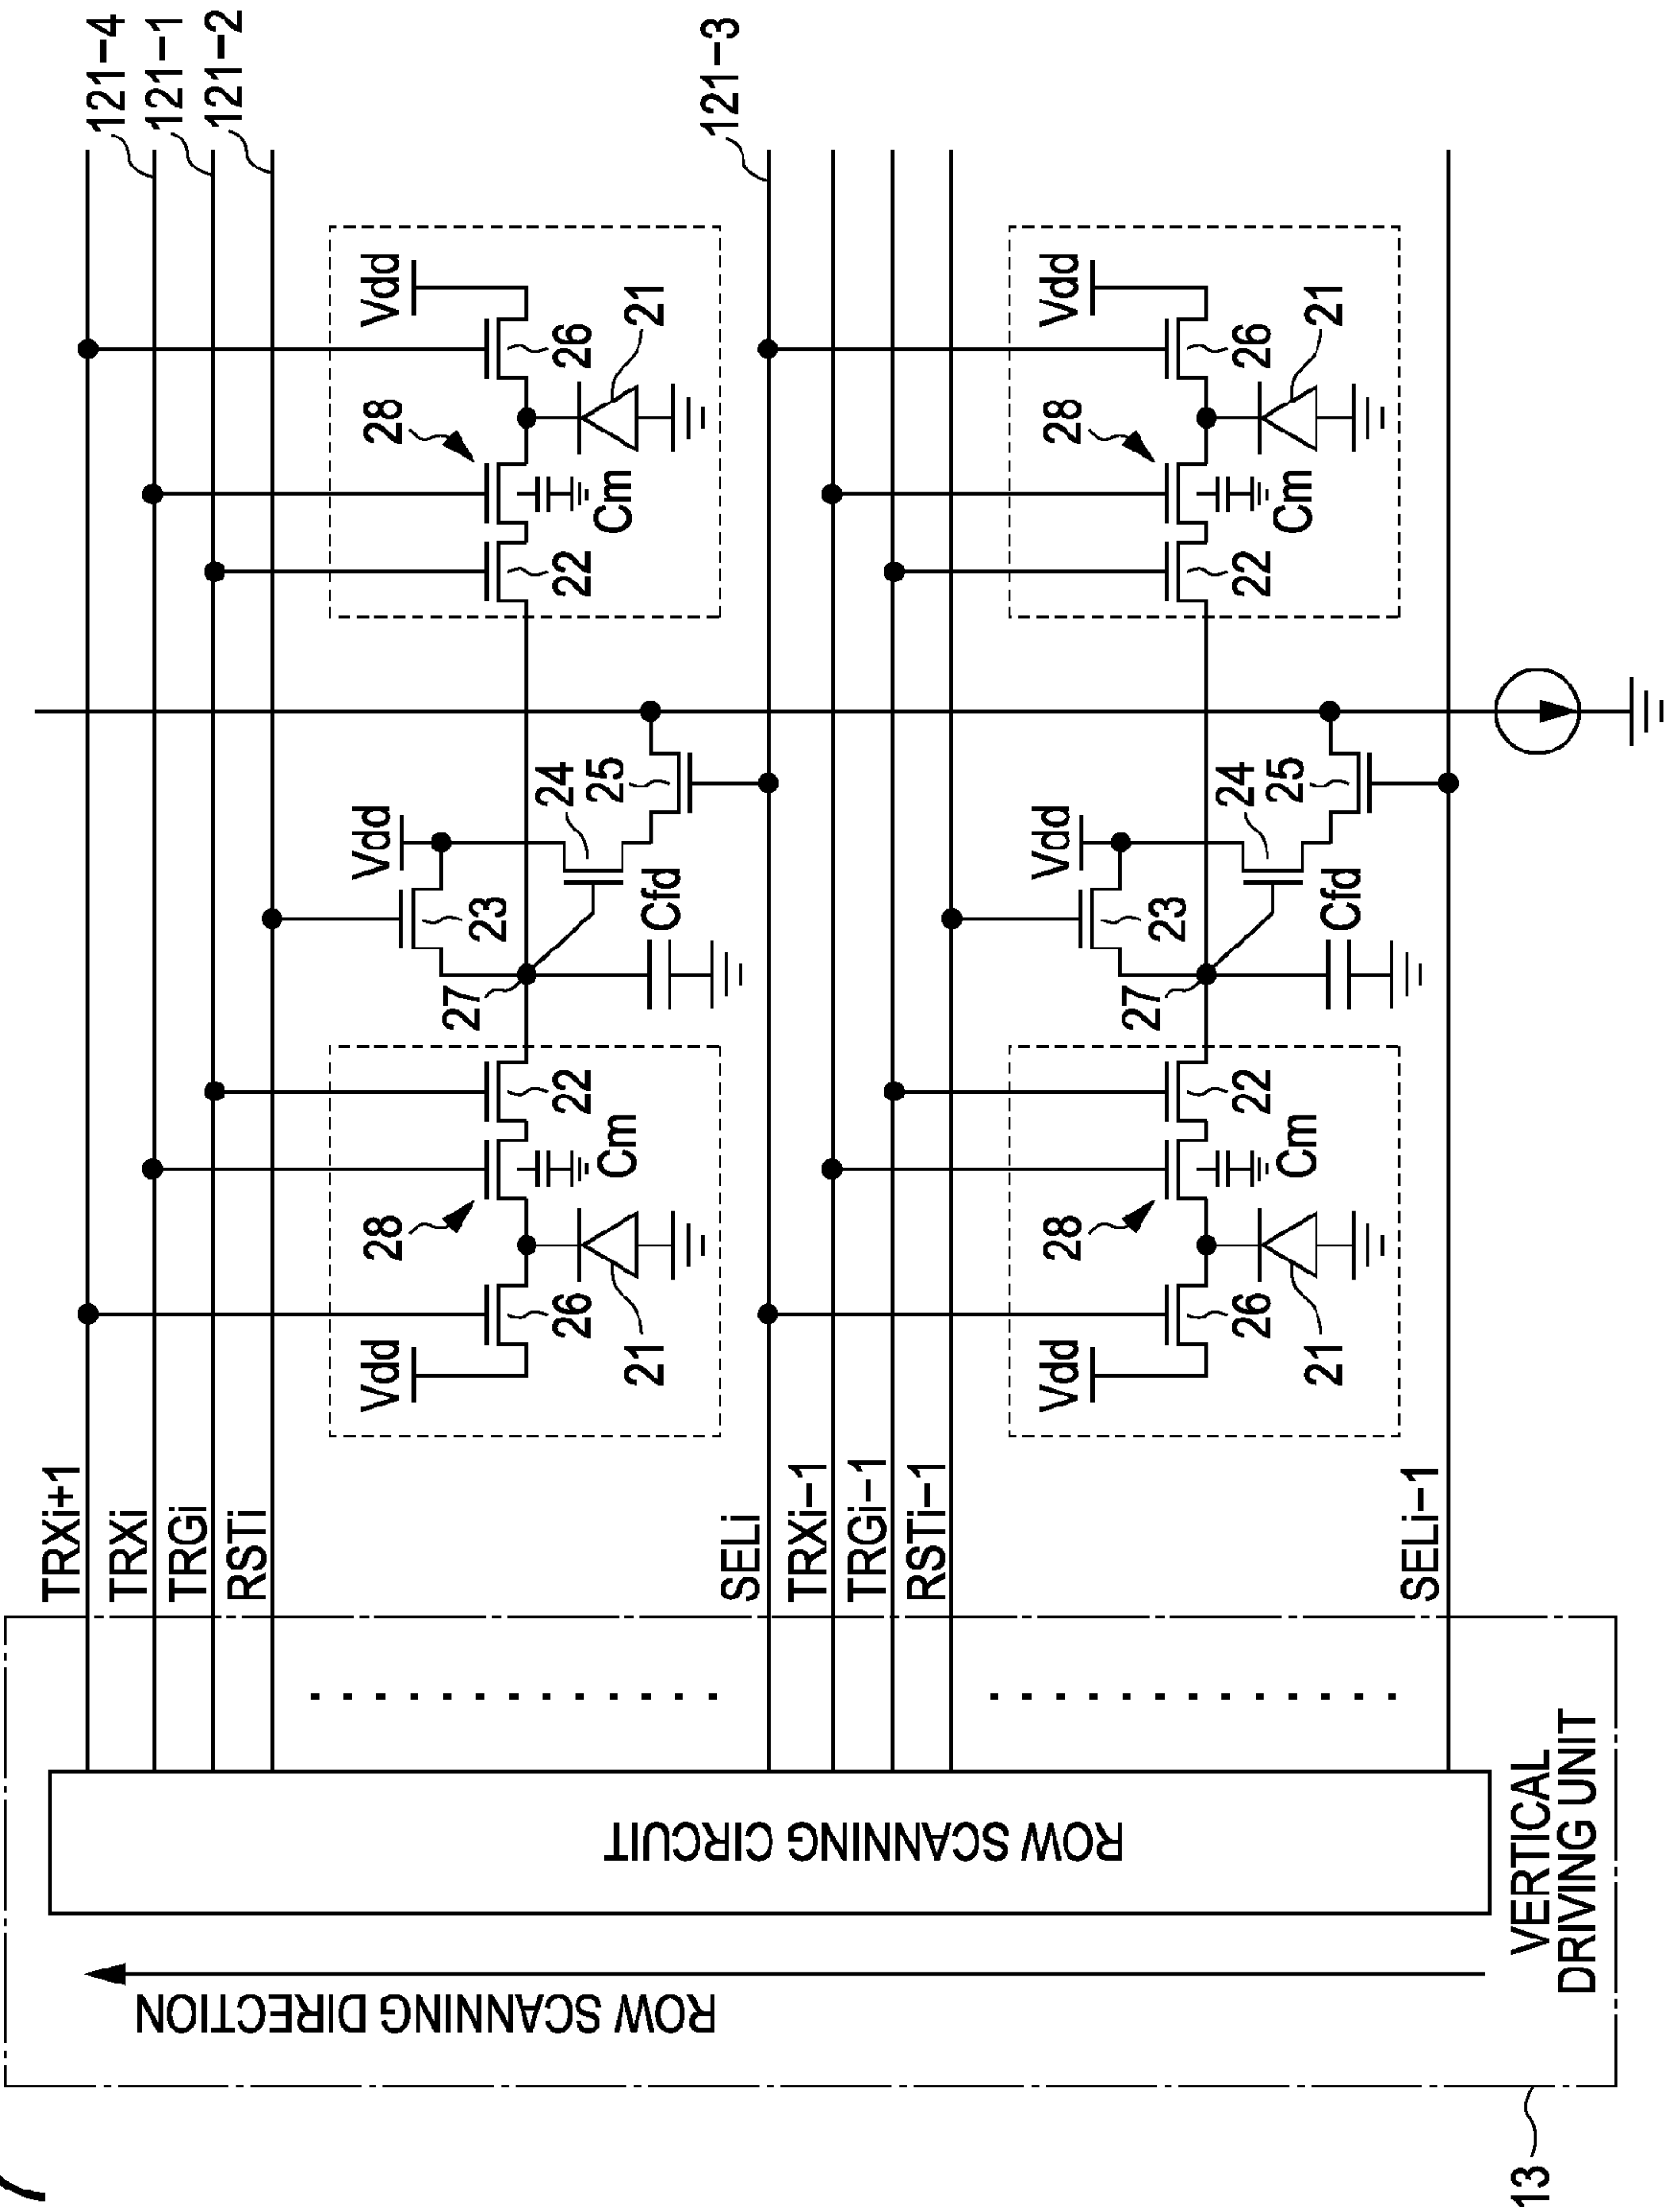 121-4
121-1
121-2
121-3
Vdd
26
21
28
Cm
22
Vdd
26
21
28
Cm
22
Vdd
24
25
23
Cfd
27
Vdd
24
25
23
Cfd
27
22
Cm
28
26
21
Vdd
22
Cm
28
26
21
Vdd
TRXi+1
TRXi
TRGi
RSTi
SELi
TRXi-1
TRGi-1
RSTi-1
SELi-1
ROW SCANNING CIRCUIT
ROW SCANNING DIRECTION
VERTICAL
DRIVING UNIT
13